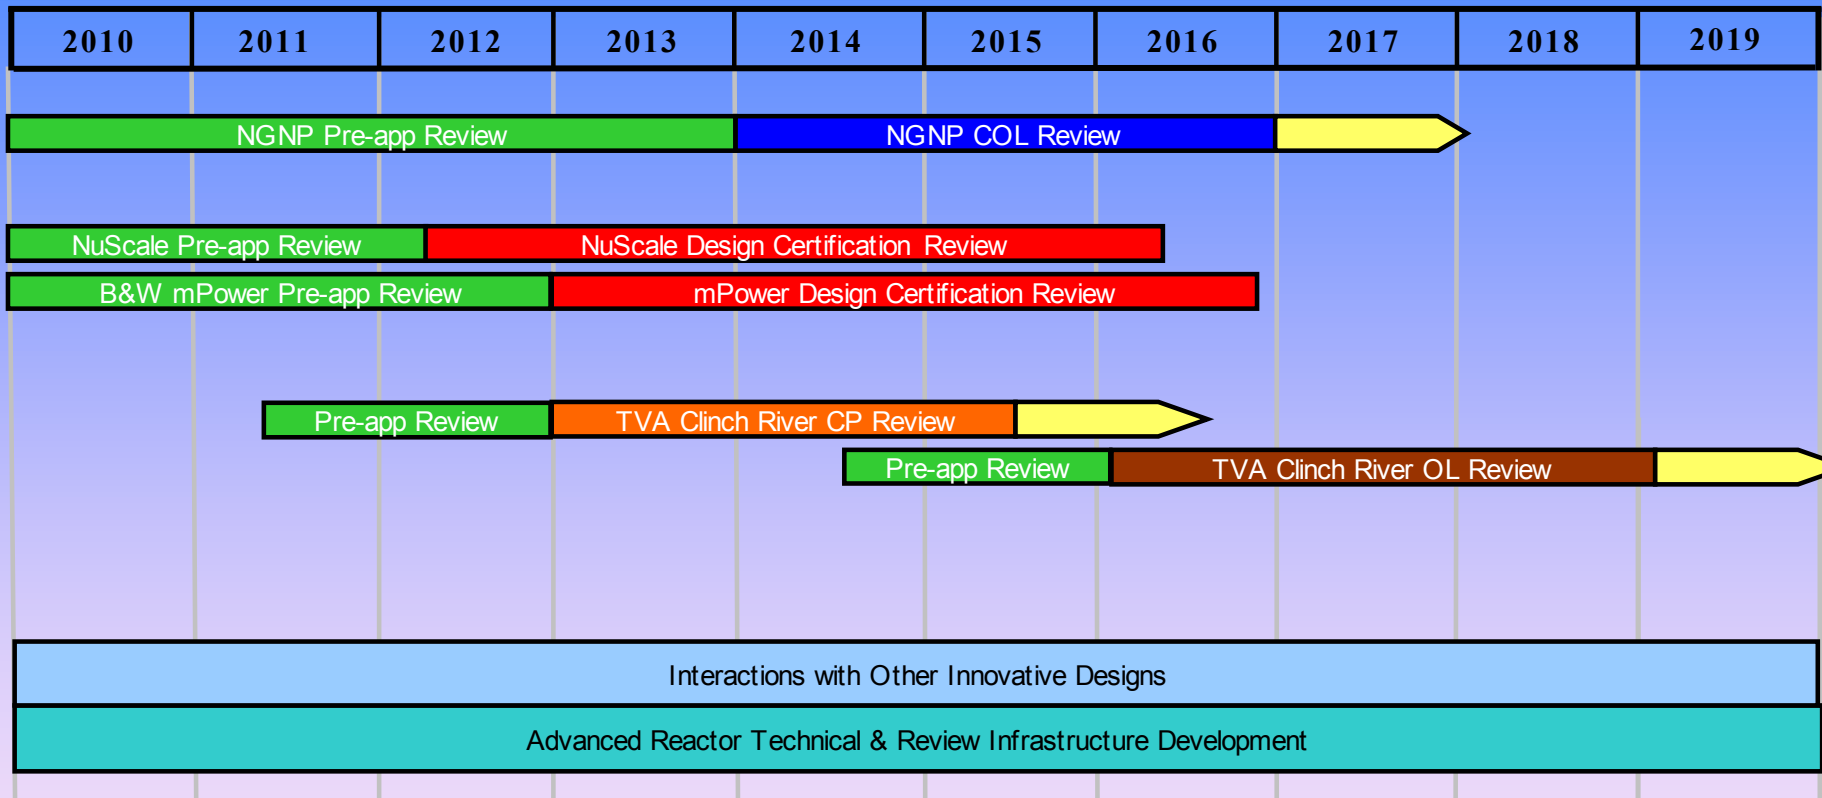 2010 2011 2012 2013 2014 2015 2016 2017 2018 2019
NGNP Pre-app Review NGNP COL Review
NuScale Pre-app Review NuScale Design Certification Review
B&W mPower Pre-app Review mPower Design Certification Review
Pre-app Review TVA Clinch River CP Review
Pre-app Review TVA Clinch River OL Review
Interactions with Other Innovative Designs
Advanced Reactor Technical & Review Infrastructure Development